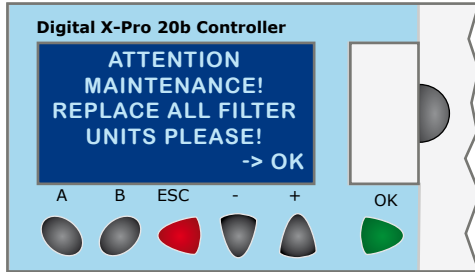 Digital X-Pro 20b Controller
ATTENTION
MAINTENANCE!
REPLACE ALL FILTER
UNITS PLEASE!
-> OK
A B ESC - + OK